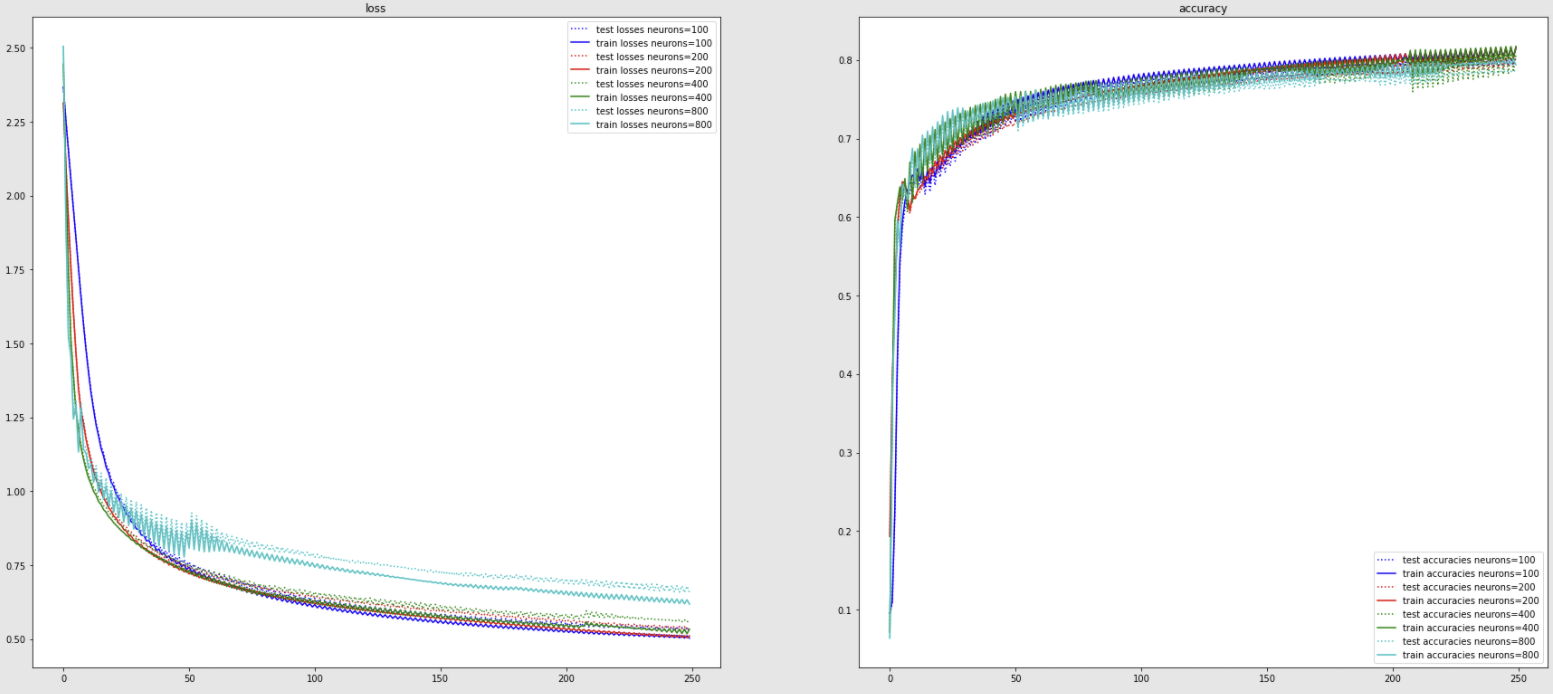 loss
2.50
2.25
2.00
1.75
1.50
1.25
1.00
0.75
0.50
0
50
100
150
200
250
test losses neurons=100
train losses neurons=100
test losses neurons=200
train losses neurons=200
test losses neurons=400
train losses neurons=400
test losses neurons=800
train losses neurons=800
accuracy
0.8
0.7
0.6
0.5
0.4
0.3
0.2
0.1
0
50
100
150
200
250
test accuracies neurons=100
train accuracies neurons=100
test accuracies neurons=200
train accuracies neurons=200
test accuracies neurons=400
train accuracies neurons=400
test accuracies neurons=800
train accuracies neurons=800